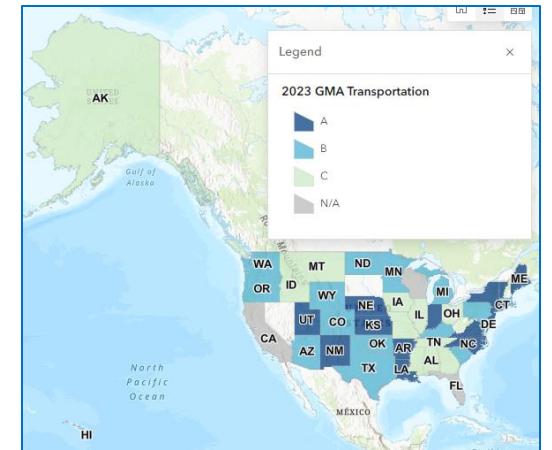 Legend ×
2023 GMA Transportation
A
B
C
N/A
AK
Gulf of
Alaska
WA
MT
ND
MN
ME
OR
ID
WY
MI
CT
UT
NE
IA
IL
OH
DE
CO
KS
CA
AZ
NM
OK
AR
TN
NC
TX
LA
AL
FL
North
Pacific
Ocean
MÉXICO
HI